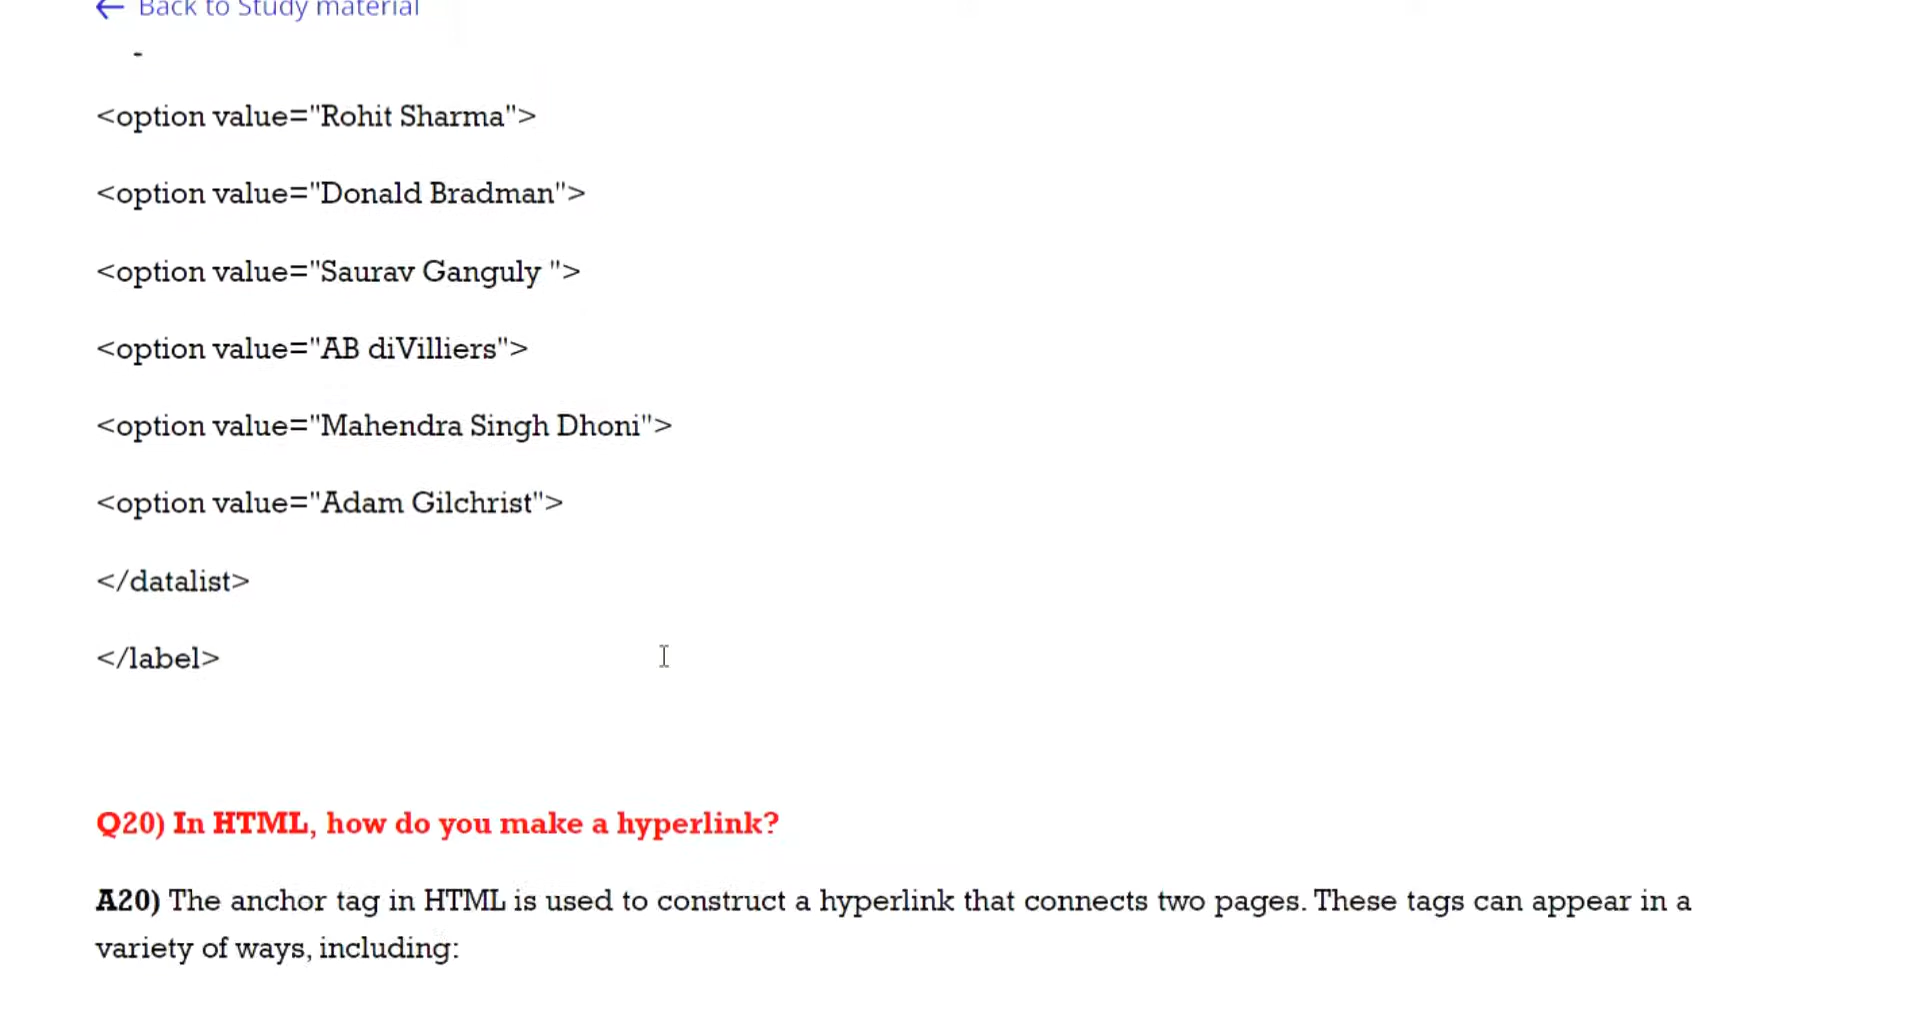 ← Back to Study material
-
<option value="Rohit Sharma">
<option value="Donald Bradman">
<option value="Saurav Ganguly ">
<option value="AB diVilliers">
<option value="Mahendra Singh Dhoni">
<option value="Adam Gilchrist">
</datalist>
</label>
Q20) In HTML, how do you make a hyperlink?
A20) The anchor tag in HTML is used to construct a hyperlink that connects two pages. These tags can appear in a
variety of ways, including: